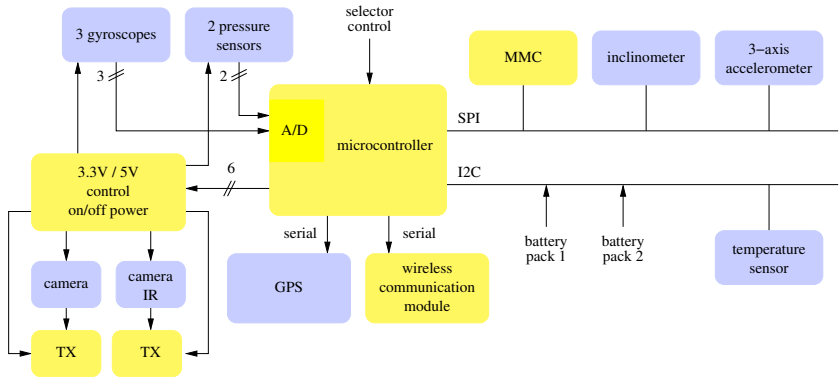 3 gyroscopes
2 pressure
sensors
selector
control
MMC
inclinometer
3−axis
accelerometer
3
2
A/D
microcontroller
SPI
I2C
3.3V / 5V
control
on/off power
6
serial
serial
battery
pack 1
battery
pack 2
temperature
sensor
camera
camera
IR
GPS
wireless
communication
module
TX
TX